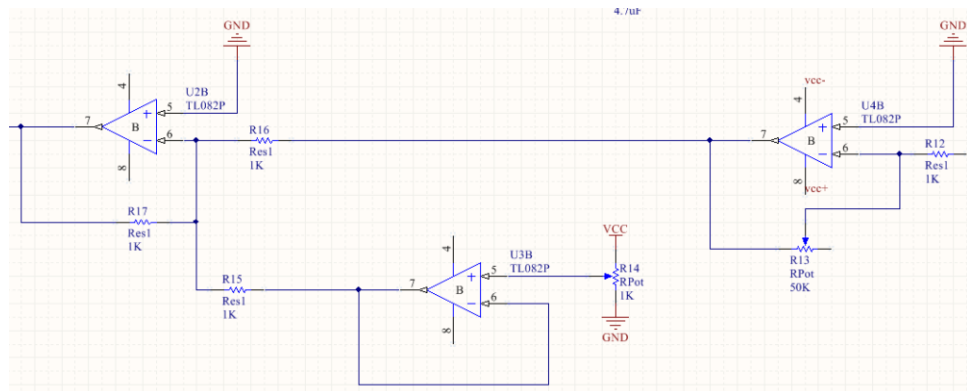 4.7uF
GND
GND
4
U2B
TL082P
5
7
B
6
8
R16
Res1
1K
vcc-
4
U4B
TL082P
5
7
B
6
8
vcc+
R12
Res1
1K
R17
Res1
1K
R13
RPot
50K
R15
Res1
1K
4
U3B
TL082P
5
7
B
6
8
VCC
R14
RPot
1K
GND